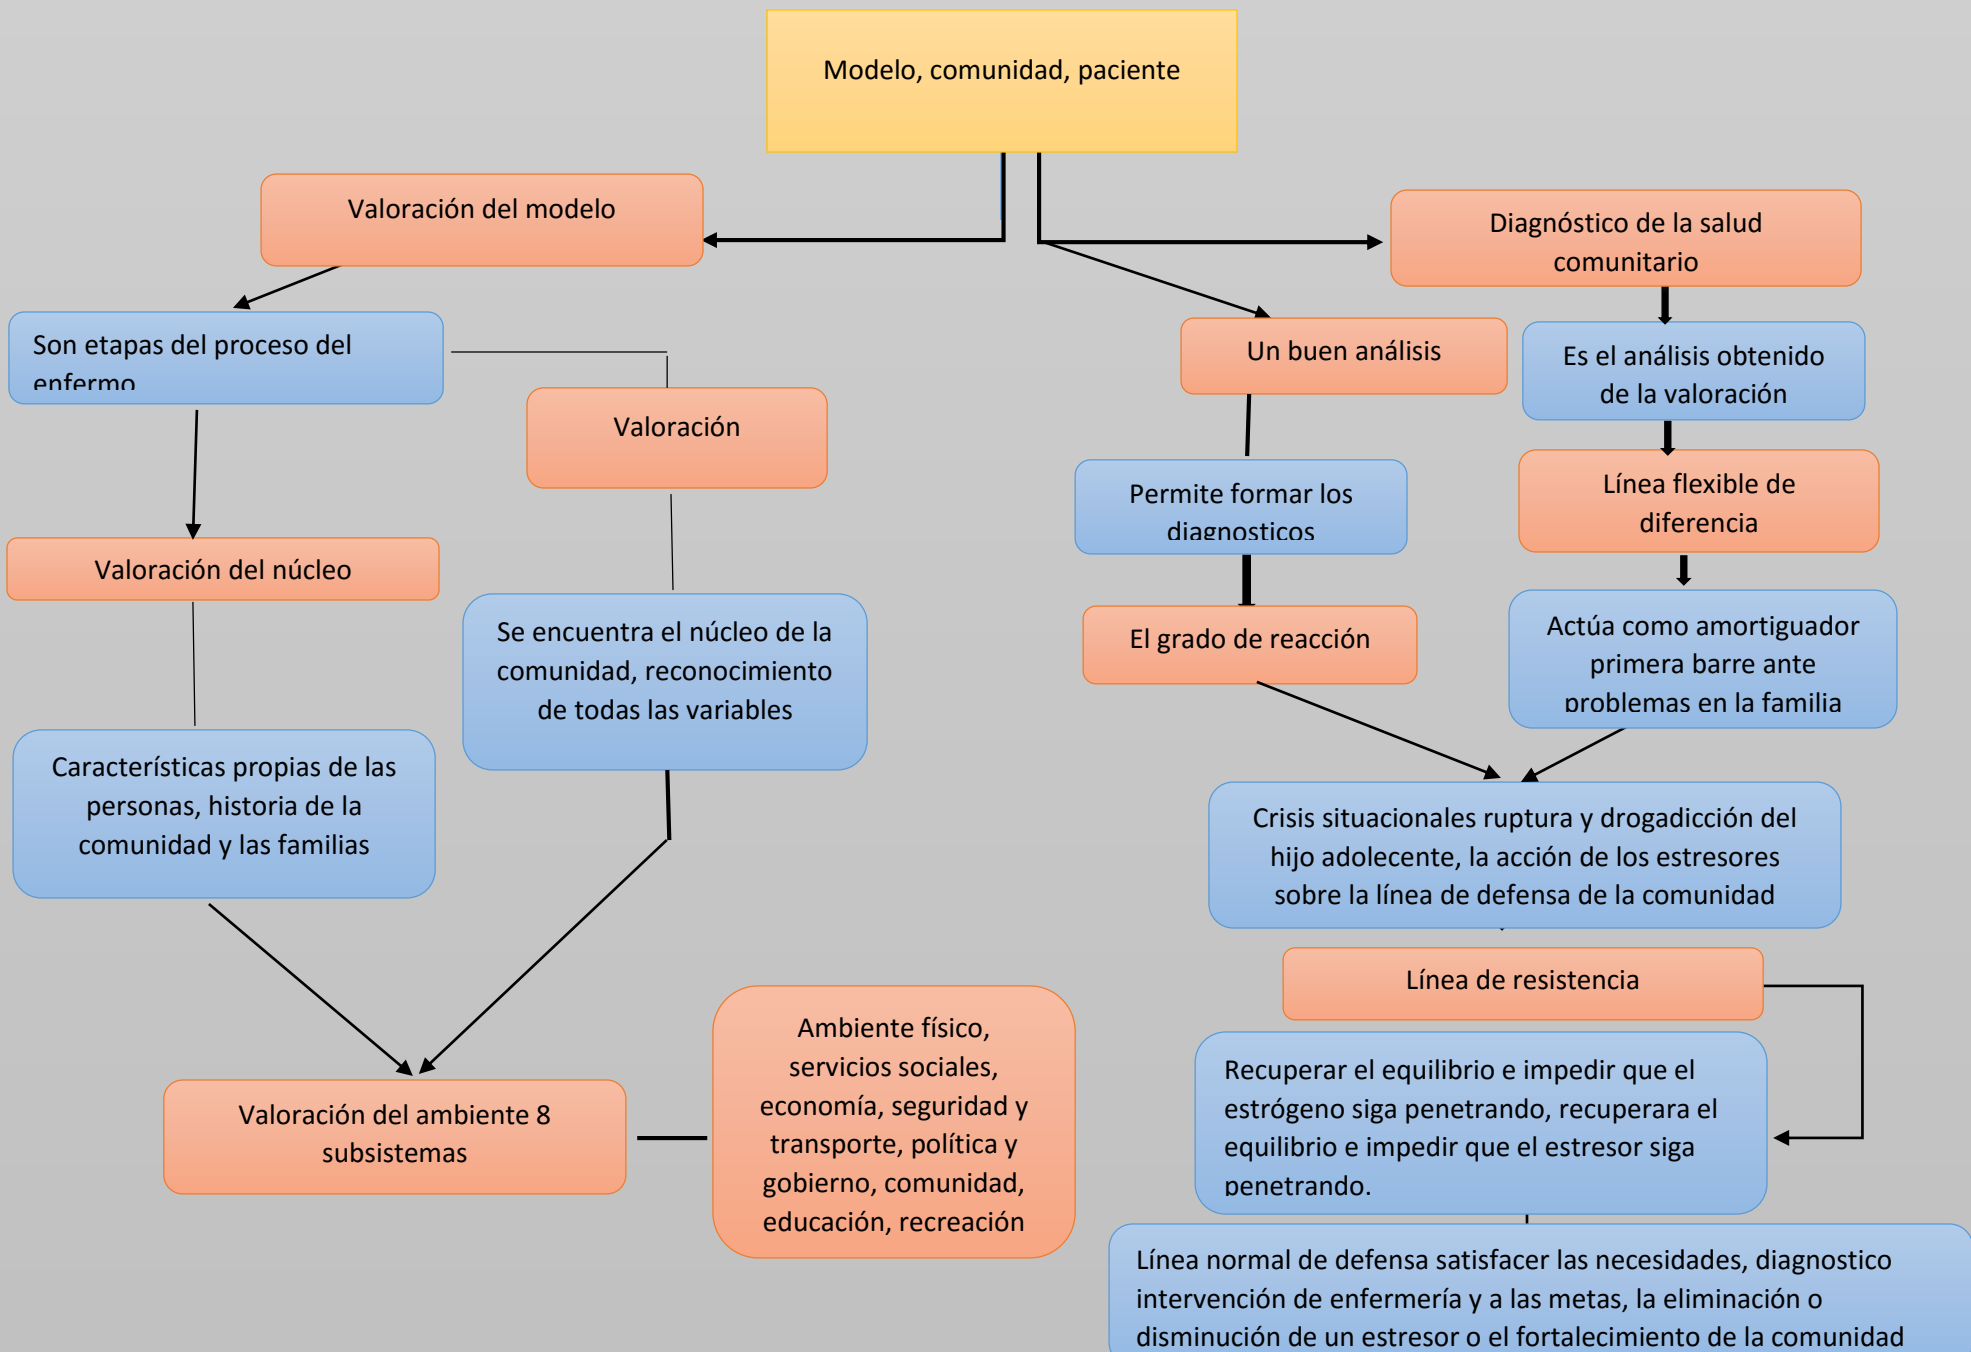 Modelo, comunidad, paciente
Valoración del modelo
Diagnóstico de la salud
comunitario
Son etapas del proceso del
enfermo
Un buen análisis
Es el análisis obtenido
de la valoración
Valoración
Permite formar los
diagnosticos
Línea flexible de
diferencia
Valoración del núcleo
Se encuentra el núcleo de la
comunidad, reconocimiento
de todas las variables
El grado de reacción
Actúa como amortiguador
primera barre ante
problemas en la familia
Características propias de las
personas, historia de la
comunidad y las familias
Crisis situacionales ruptura y drogadicción del
hijo adolecente, la acción de los estresores
sobre la línea de defensa de la comunidad
Línea de resistencia
Ambiente físico,
servicios sociales,
economía, seguridad y
transporte, política y
gobierno, comunidad,
educación, recreación
Valoración del ambiente 8
subsistemas
Recuperar el equilibrio e impedir que el
estrógeno siga penetrando, recuperara el
equilibrio e impedir que el estresor siga
penetrando.
Línea normal de defensa satisfacer las necesidades, diagnostico
intervención de enfermería y a las metas, la eliminación o
disminución de un estresor o el fortalecimiento de la comunidad